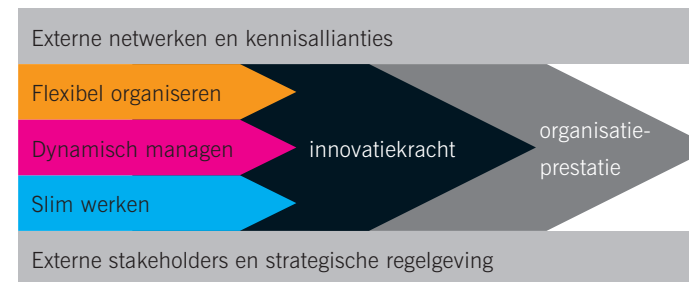 Externe netwerken en kennisallianties
Flexibel organiseren
Dynamisch managen
Slim werken
innovatiekracht
organisatie-
prestatie
Externe stakeholders en strategische regelgeving